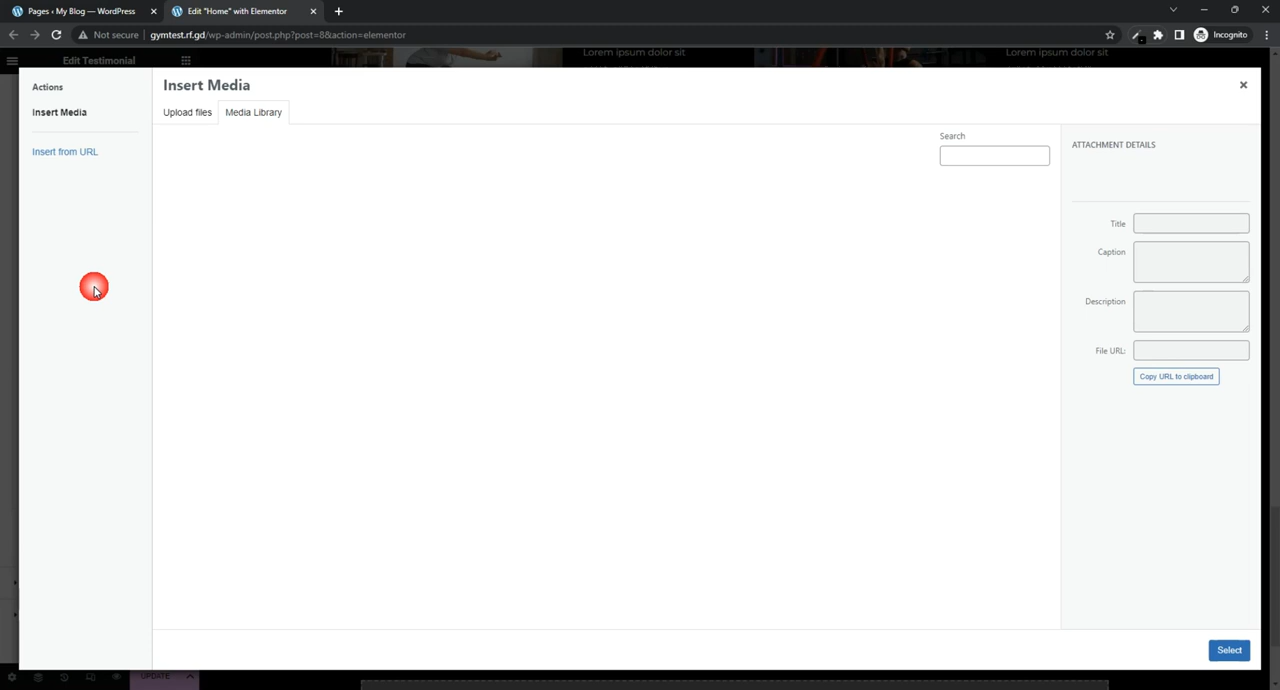 Pages ‹ My Blog — WordPress
Edit "Home" with Elementor
Not secure
gymtest.rf.gd/wp-admin/post.php?post=8&action=elementor
Incognito
Edit Testimonial
Lorem ipsum dolor sit
Lorem ipsum dolor sit
Actions
Insert Media
Insert Media
Upload files
Media Library
Insert from URL
Search
ATTACHMENT DETAILS
Title
Caption
Description
File URL:
Copy URL to clipboard
Select
UPDATE